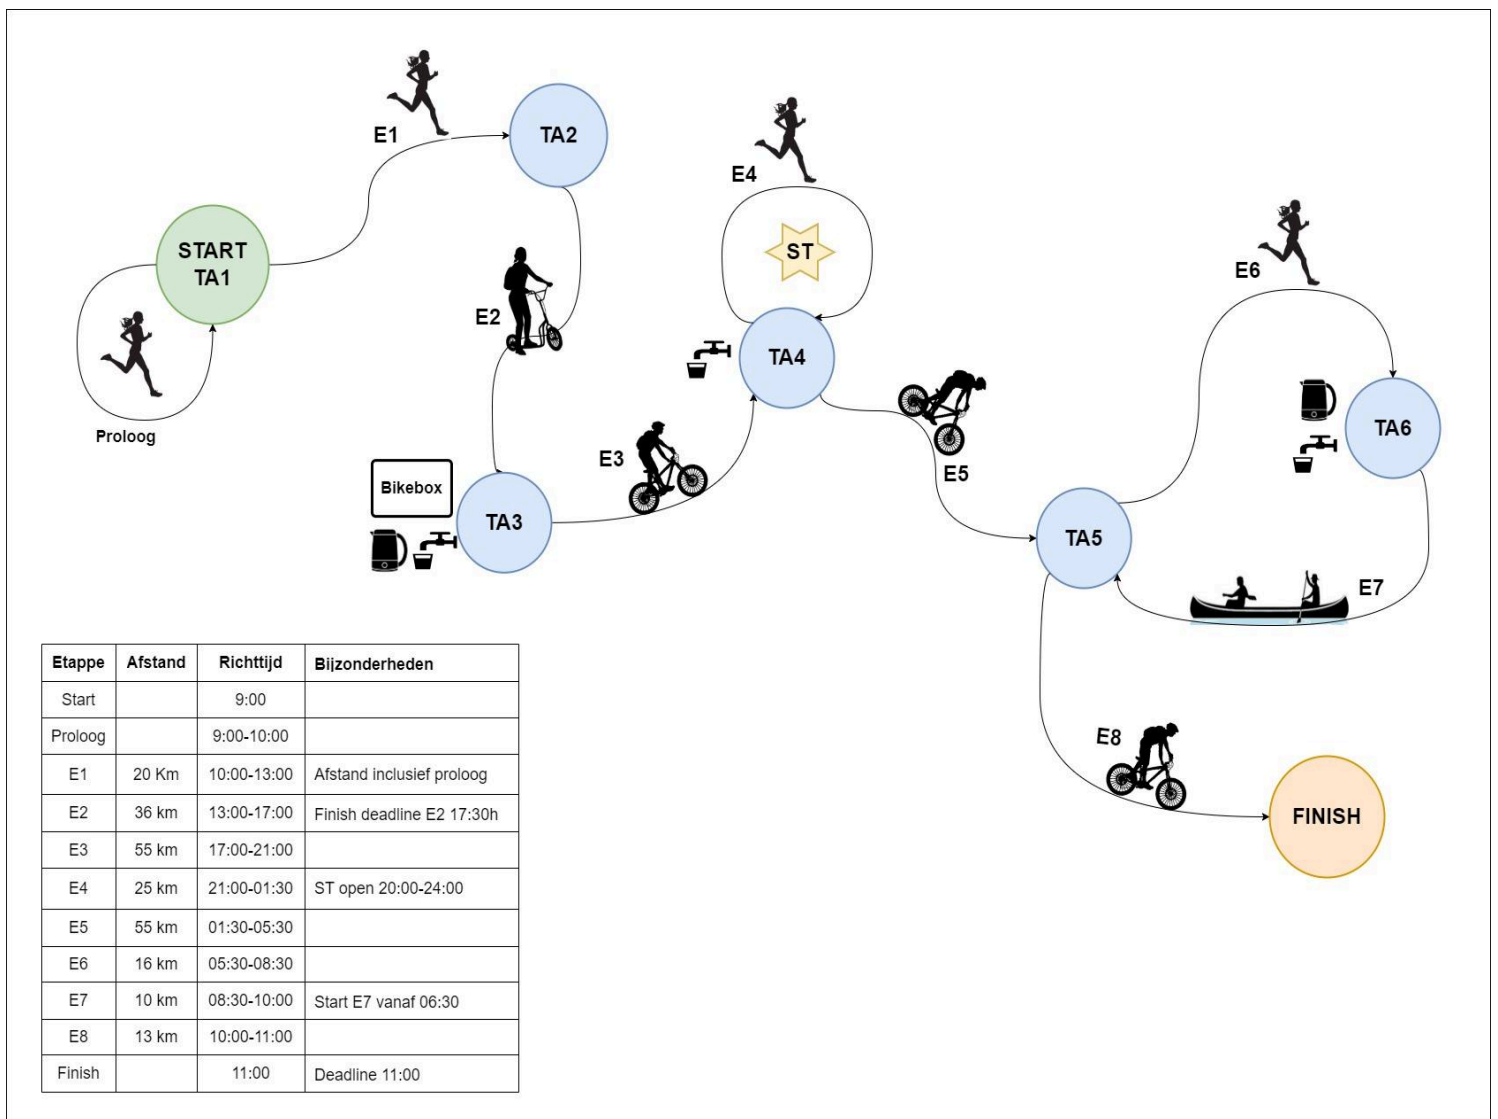 E1
TA2
START
TA1
Proloog
E2
E4
ST
TA4
E6
TA6
E3
E5
Bikebox
TA3
TA5
E7
E8
FINISH
Etappe Afstand Richttijd Bijzonderheden
Start 9:00
Proloog 9:00-10:00
E1 20 Km 10:00-13:00 Afstand inclusief proloog
E2 36 km 13:00-17:00 Finish deadline E2 17:30h
E3 55 km 17:00-21:00
E4 25 km 21:00-01:30 ST open 20:00-24:00
E5 55 km 01:30-05:30
E6 16 km 05:30-08:30
E7 10 km 08:30-10:00 Start E7 vanaf 06:30
E8 13 km 10:00-11:00
Finish 11:00 Deadline 11:00